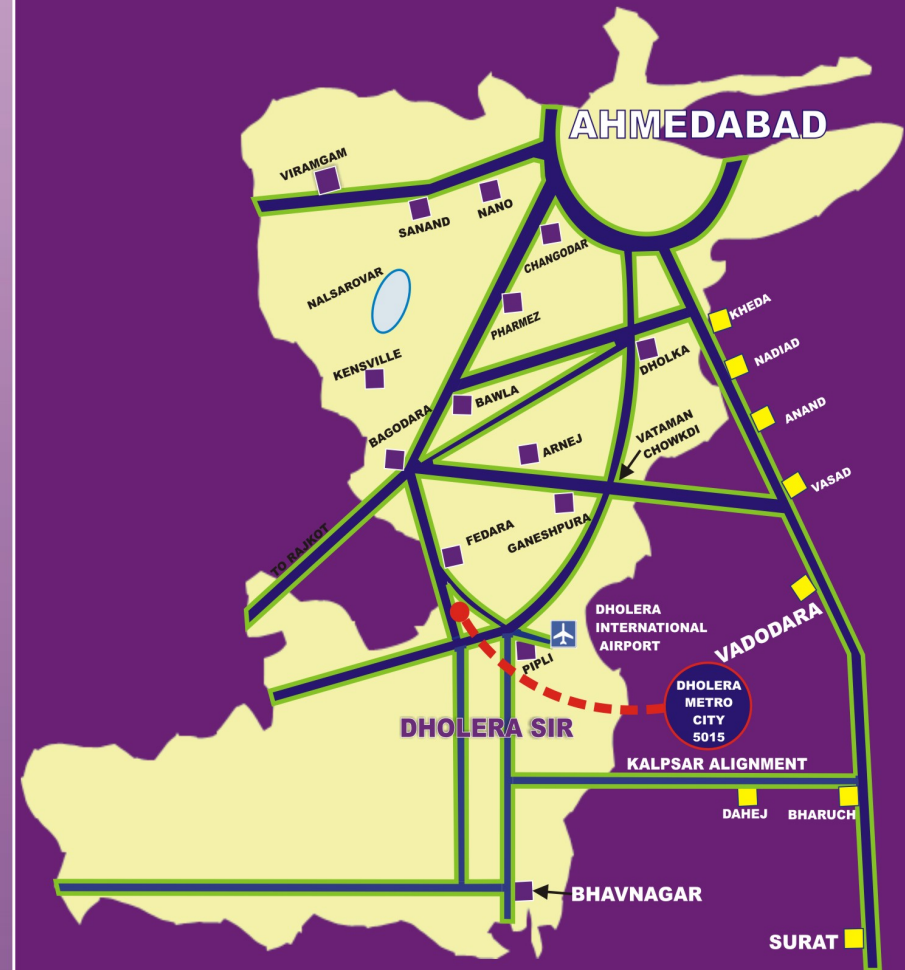 AHMEDABAD
VIRAMGAM
SANAND
NANO
CHANGODAR
NALSAROVAR
PHARMEZ
KHEDA
KENSVILLE
DHOLKA
NADIAD
BAWLA
ANAND
BAGODARA
ARNEJ
VATAMAN
CHOWKDI
VASAD
TO RAJKOT
FEDARA
GANESHPURA
DHOLERA
INTERNATIONAL
AIRPORT
VADODARA
PIPLI
DHOLERA
METRO
CITY
5015
DHOLERA SIR
KALPSAR ALIGNMENT
DAHEJ
BHARUCH
BHAVNAGAR
SURAT